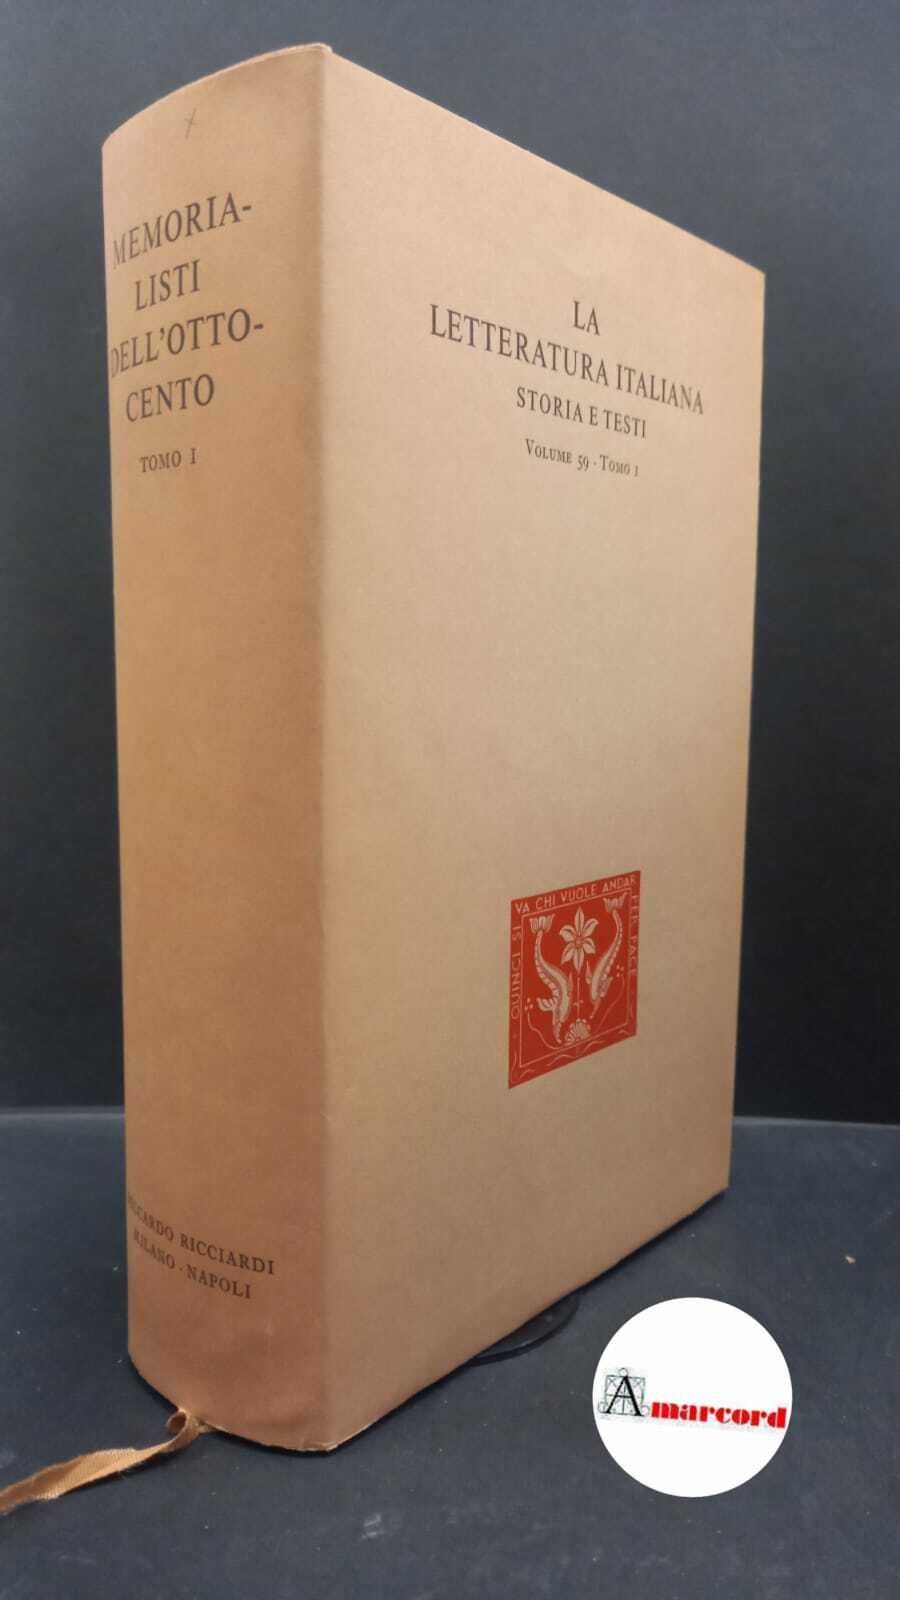 MEMORIA-
LISTI
DELL'OTTO-
CENTO
TOMO I
RICCARDO RICCIARDI
MILANO · NAPOLI
LA
LETTERATURA ITALIANA
STORIA E TESTI
VOLUME 59 · TOMO I
QUINCI SI VA CHI VUOLE ANDAR PER PACE
Amarcord